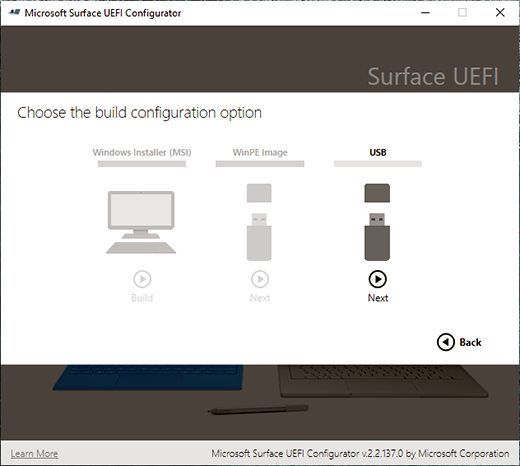 Microsoft Surface UEFI Configurator
Surface UEFI
Choose the build configuration option
Windows Installer (MSI) WinPE Image USB
Build Next Next
Back
Learn More Microsoft Surface UEFI Configurator v.2.2.137.0 by Microsoft Corporation